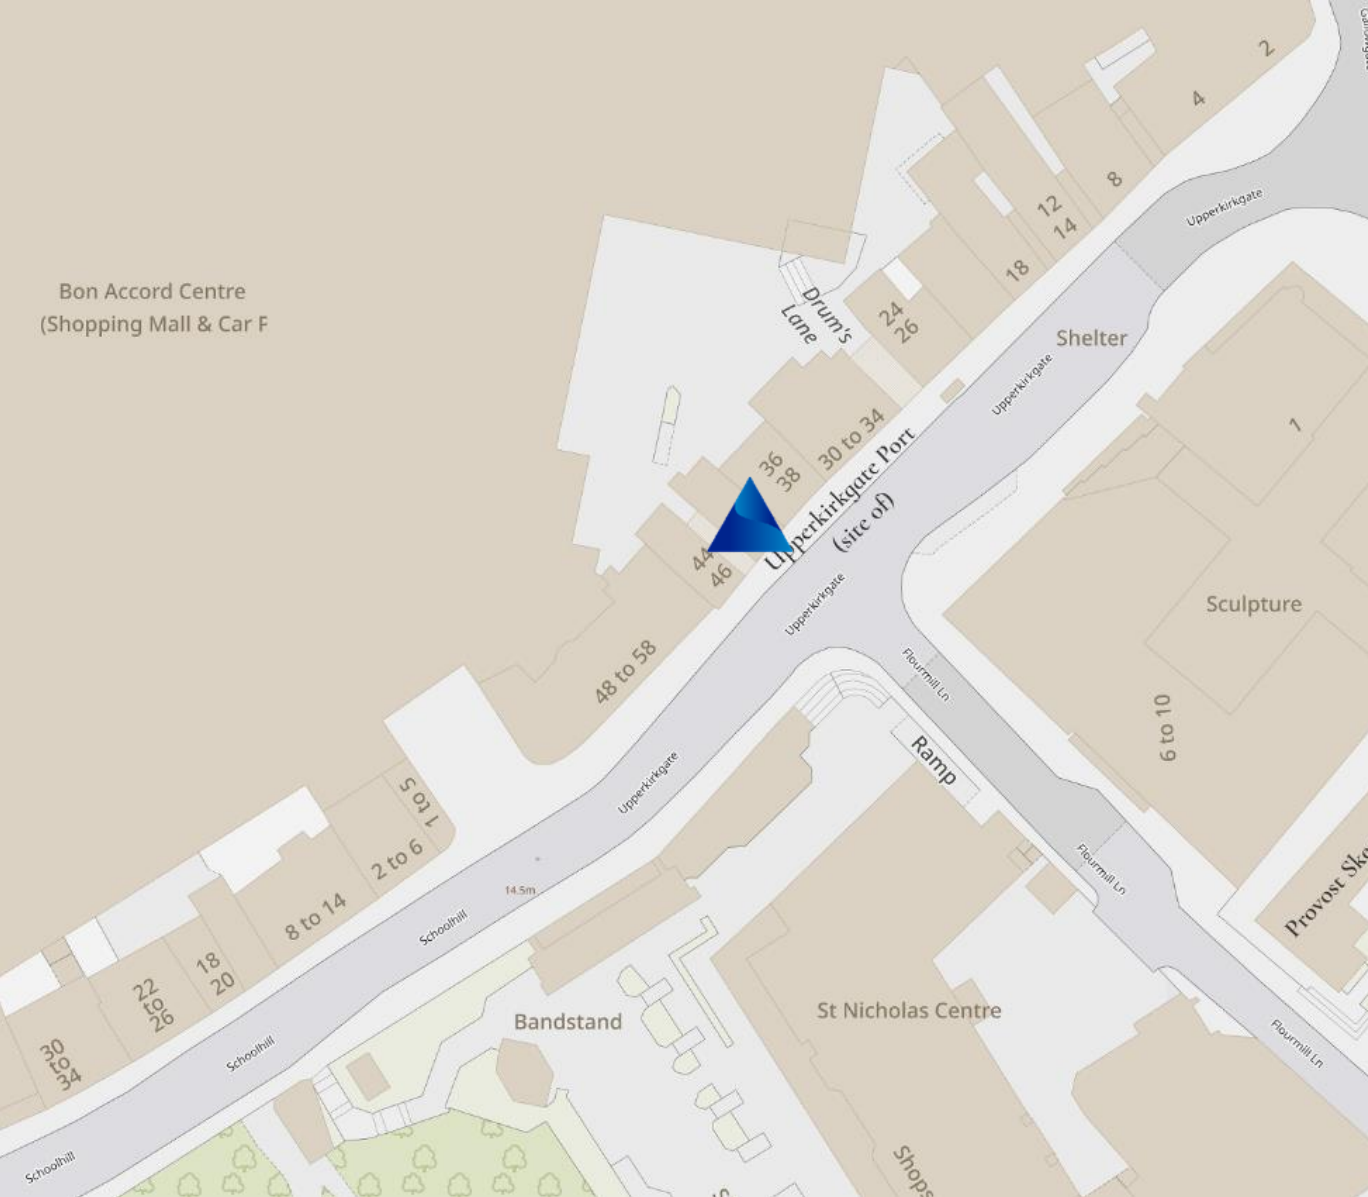 2
4
8
12
14
18
Upperkirkgate
Bon Accord Centre
(Shopping Mall & Car F
Drum's
Lane
24
26
Shelter
Upperkirkgate
1
30 to 34
36
38
Upperkirkgate Port
(site of)
44
46
Upperkirkgate
Sculpture
48 to 58
Flourmill Ln
6 to 10
Ramp
Upperkirkgate
1 to 5
2 to 6
8 to 14
14.5m
Schoolhill
Flourmill Ln
Provost Ske
18
20
22
to
26
St Nicholas Centre
Bandstand
30
to
34
Schoolhill
Flourmill Ln
Schoolhill
Shops